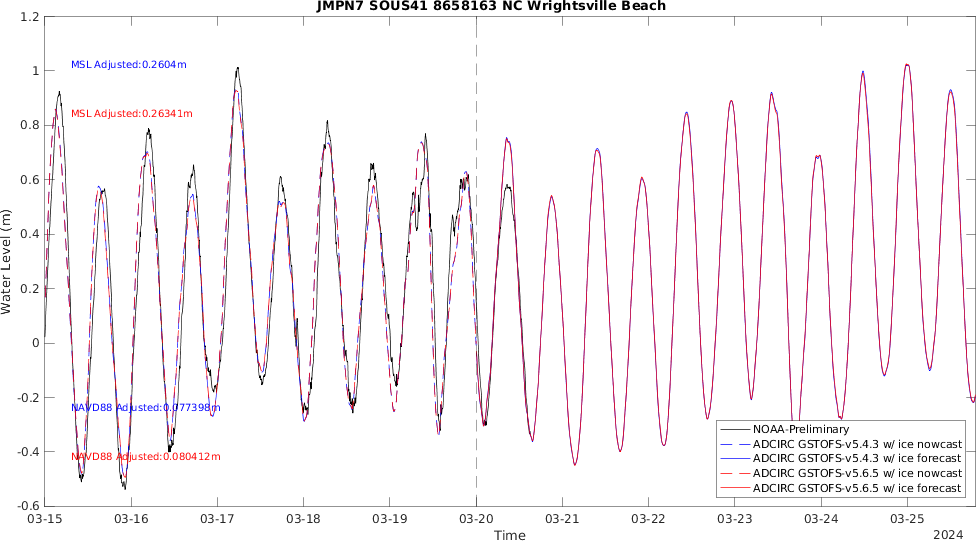 JMPN7 SOUS41 8658163 NC Wrightsville Beach
1.2
1
0.8
0.6
0.4
0.2
0
-0.2
-0.4
-0.6
Water Level (m)
MSL Adjusted:0.2604m
MSL Adjusted:0.26341m
NAVD88 Adjusted:0.077398m
NAVD88 Adjusted:0.080412m
NOAA-Preliminary
ADCIRC GSTOFS-v5.4.3 w/ ice nowcast
ADCIRC GSTOFS-v5.4.3 w/ ice forecast
ADCIRC GSTOFS-v5.6.5 w/ ice nowcast
ADCIRC GSTOFS-v5.6.5 w/ ice forecast
03-15 03-16 03-17 03-18 03-19 03-20 03-21 03-22 03-23 03-24 03-25
Time
2024